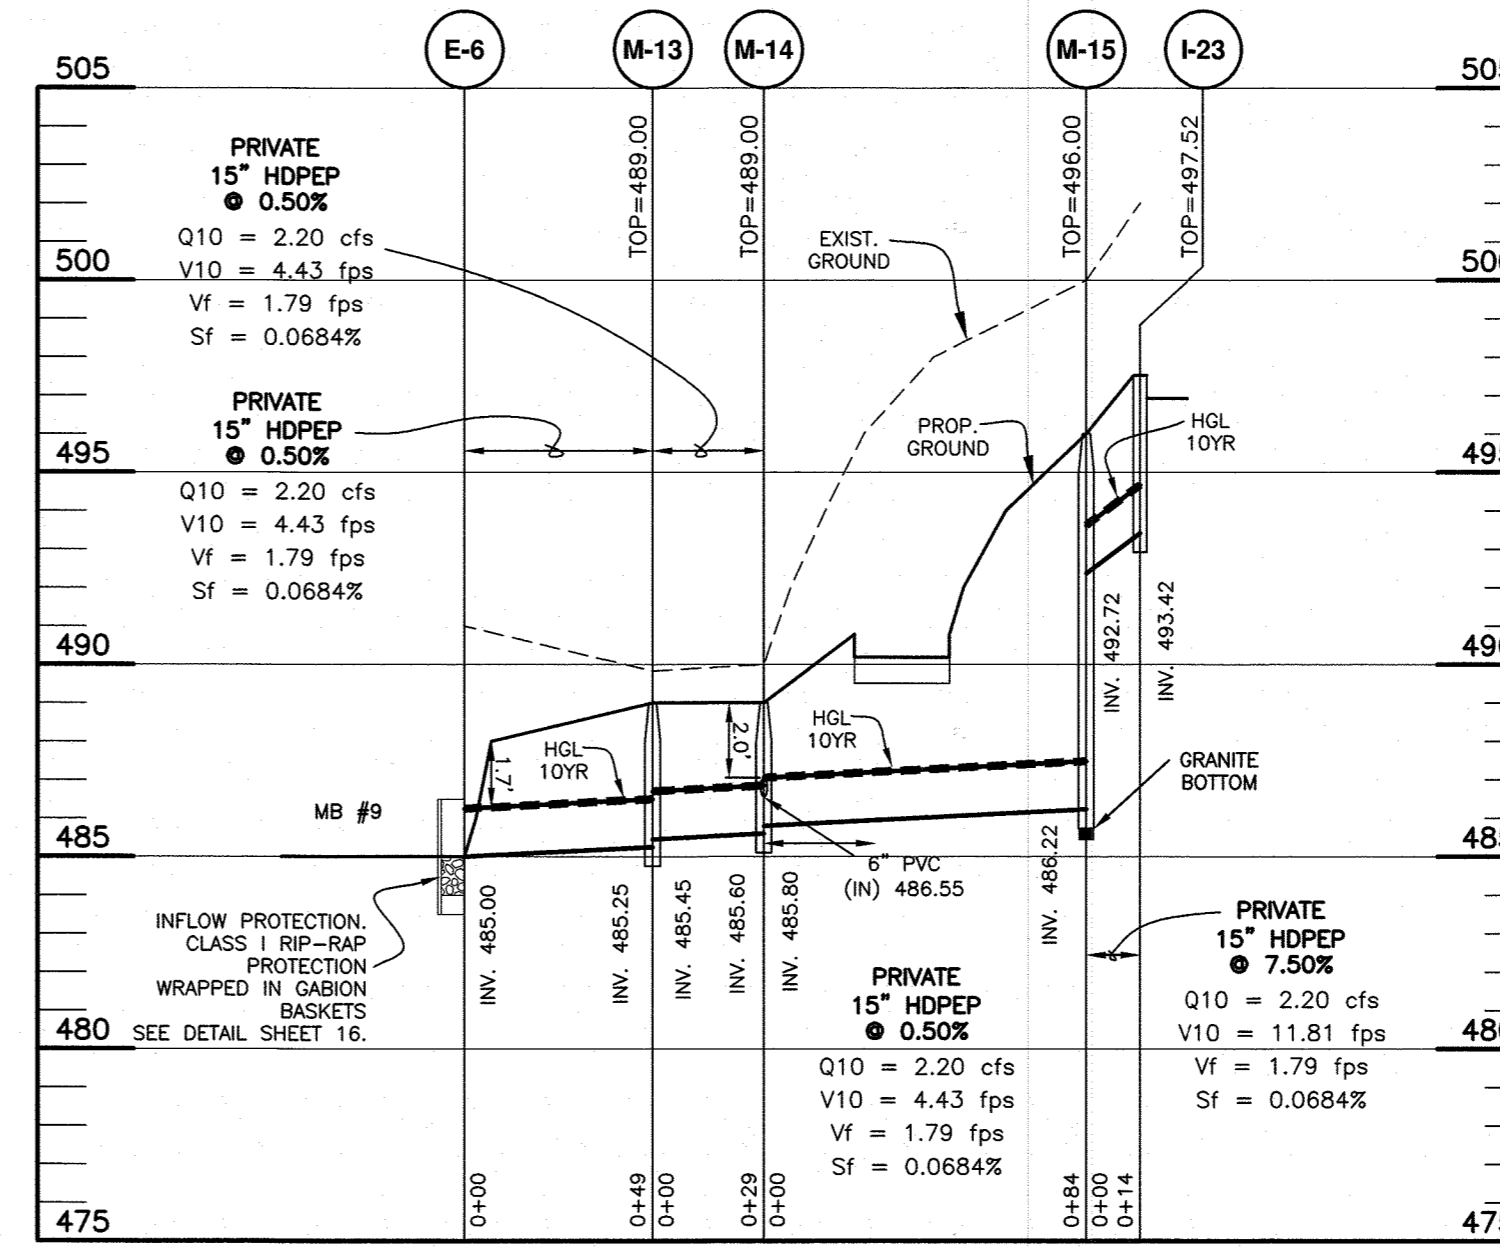 E-6
M-13
M-14
M-15
I-23
505
500
495
490
485
480
475
PRIVATE
15" HDPEP
@ 0.50%
Q10 = 2.20 cfs
V10 = 4.43 fps
Vf = 1.79 fps
Sf = 0.0684%
PRIVATE
15" HDPEP
@ 0.50%
Q10 = 2.20 cfs
V10 = 4.43 fps
Vf = 1.79 fps
Sf = 0.0684%
TOP=489.00
TOP=489.00
TOP=496.00
TOP=497.52
EXIST.
GROUND
PROP.
GROUND
HGL
10YR
HGL
10YR
HGL
10YR
1.7'
2.0'
MB #9
GRANITE
BOTTOM
6" PVC
(IN) 486.55
INFLOW PROTECTION.
CLASS I RIP-RAP
PROTECTION
WRAPPED IN GABION
BASKETS
SEE DETAIL SHEET 16.
INV. 485.00
INV. 485.25
INV. 485.45
INV. 485.60
INV. 485.80
INV. 486.22
INV. 492.72
INV. 493.42
PRIVATE
15" HDPEP
@ 0.50%
Q10 = 2.20 cfs
V10 = 4.43 fps
Vf = 1.79 fps
Sf = 0.0684%
PRIVATE
15" HDPEP
@ 7.50%
Q10 = 2.20 cfs
V10 = 11.81 fps
Vf = 1.79 fps
Sf = 0.0684%
0+00
0+49
0+00
0+29
0+00
0+84
0+00
0+14